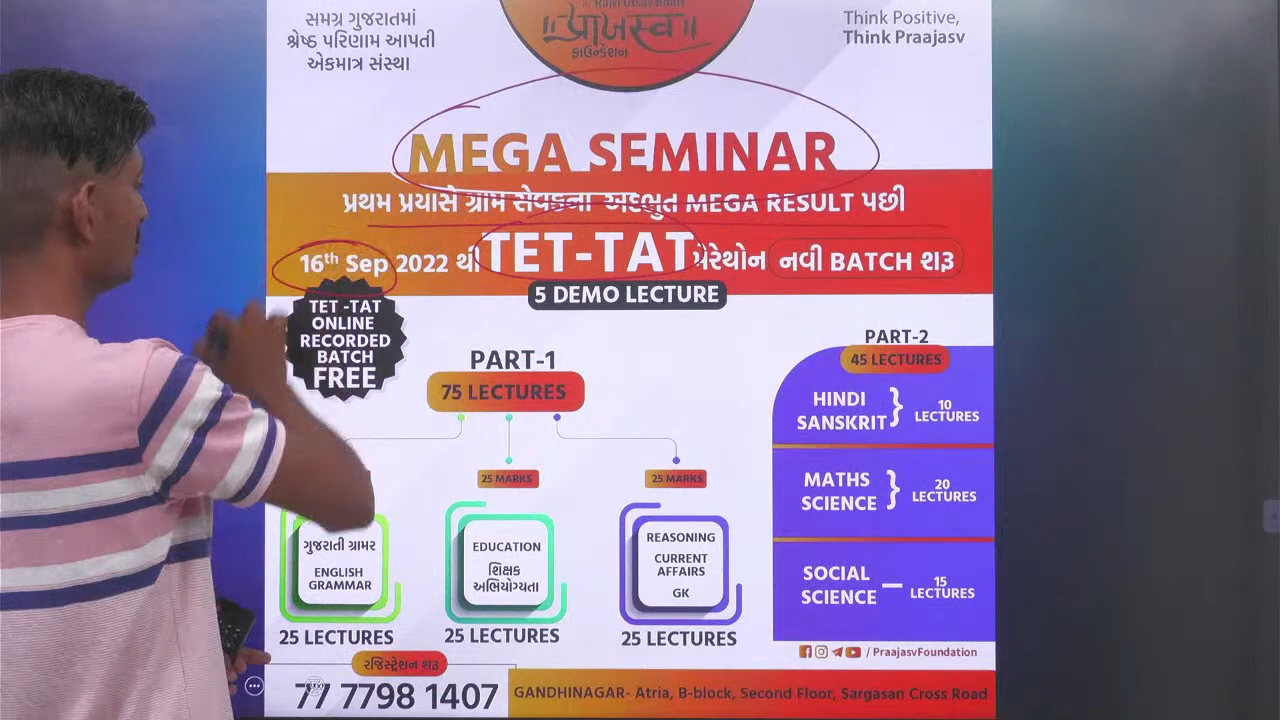 સમગ્ર ગુજરાતમાં
શ્રેષ્ઠ પરિણામ આપતી
એકમાત્ર સંસ્થા
ફાઉન્ડેશન
Think Positive,
Think Praajasv
MEGA SEMINAR
પ્રથમ પ્રયાસે ગ્રામ સેવકના અદભુત MEGA RESULT પછી
16th Sep 2022 થી TET-TAT મેરેથોન નવી BATCH શરૂ
5 DEMO LECTURE
TET -TAT
ONLINE
RECORDED
BATCH
FREE
PART-1
75 LECTURES
25 MARKS
25 MARKS
ગુજરાતી ગ્રામર
ENGLISH
GRAMMAR
25 LECTURES
EDUCATION
શિક્ષક
અભિયોગ્યતા
25 LECTURES
REASONING
CURRENT
AFFAIRS
GK
25 LECTURES
PART-2
45 LECTURES
HINDI
SANSKRIT
10
LECTURES
MATHS
SCIENCE
20
LECTURES
SOCIAL
SCIENCE
15
LECTURES
/ PraajasvFoundation
રજિસ્ટ્રેશન શરૂ
77 7798 1407
GANDHINAGAR- Atria, B-block, Second Floor, Sargasan Cross Road